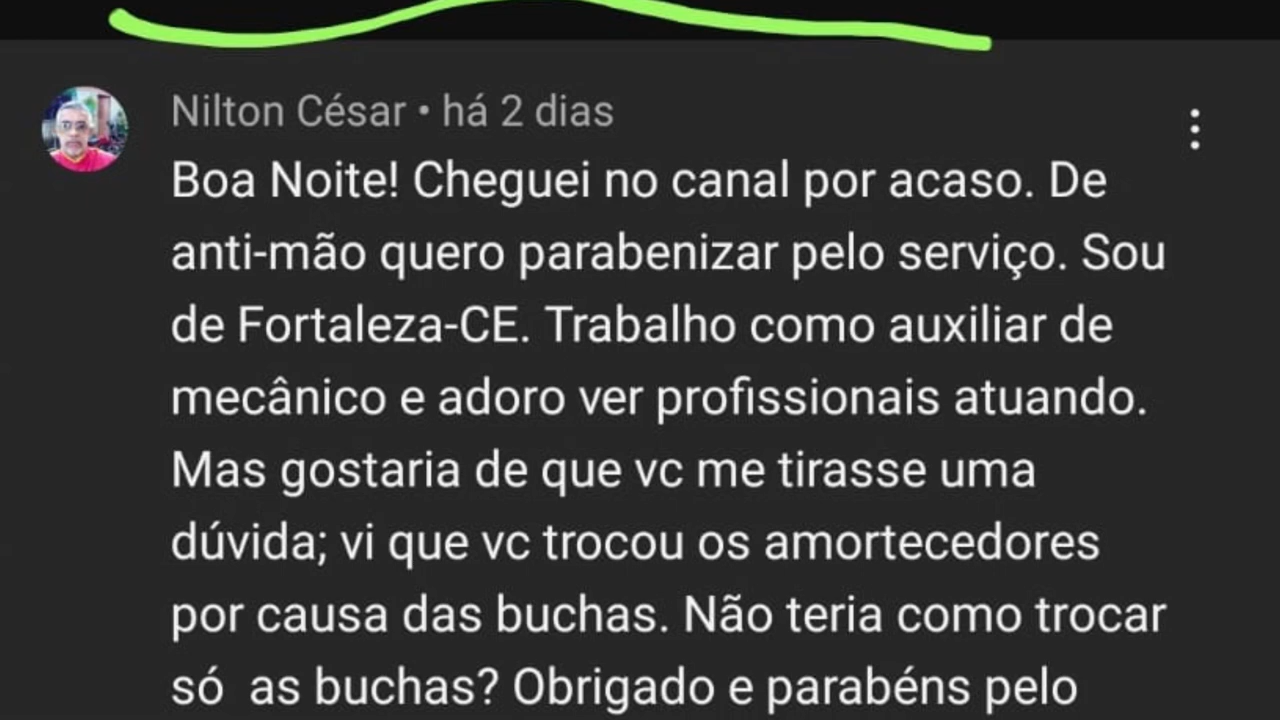 Nilton César • há 2 dias
Boa Noite! Cheguei no canal por acaso. De
anti-mão quero parabenizar pelo serviço. Sou
de Fortaleza-CE. Trabalho como auxiliar de
mecânico e adoro ver profissionais atuando.
Mas gostaria de que vc me tirasse uma
dúvida; vi que vc trocou os amortecedores
por causa das buchas. Não teria como trocar
só  as buchas? Obrigado e parabéns pelo